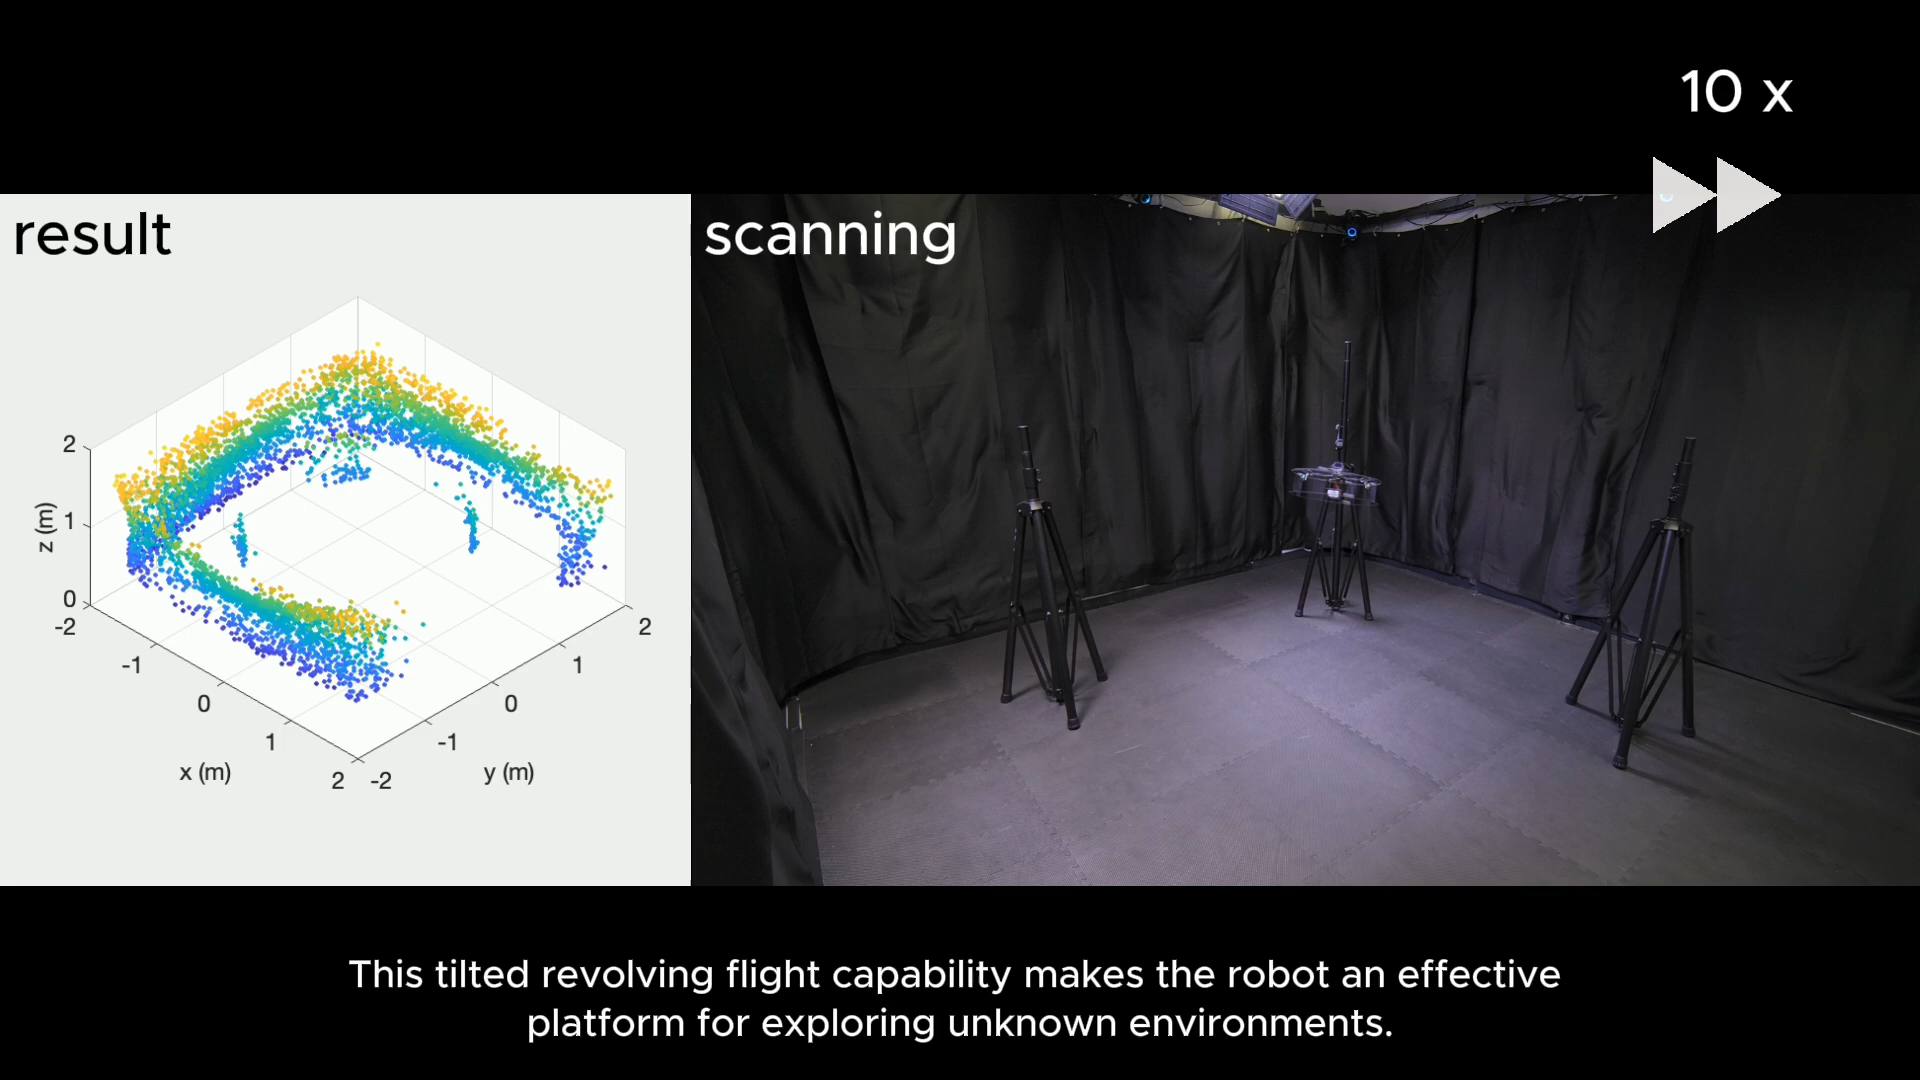 10 x
result
scanning
2
1
0
z (m)
-2
-1
0
1
2
x (m)
-2
-1
0
1
2
y (m)
This tilted revolving flight capability makes the robot an effective
platform for exploring unknown environments.